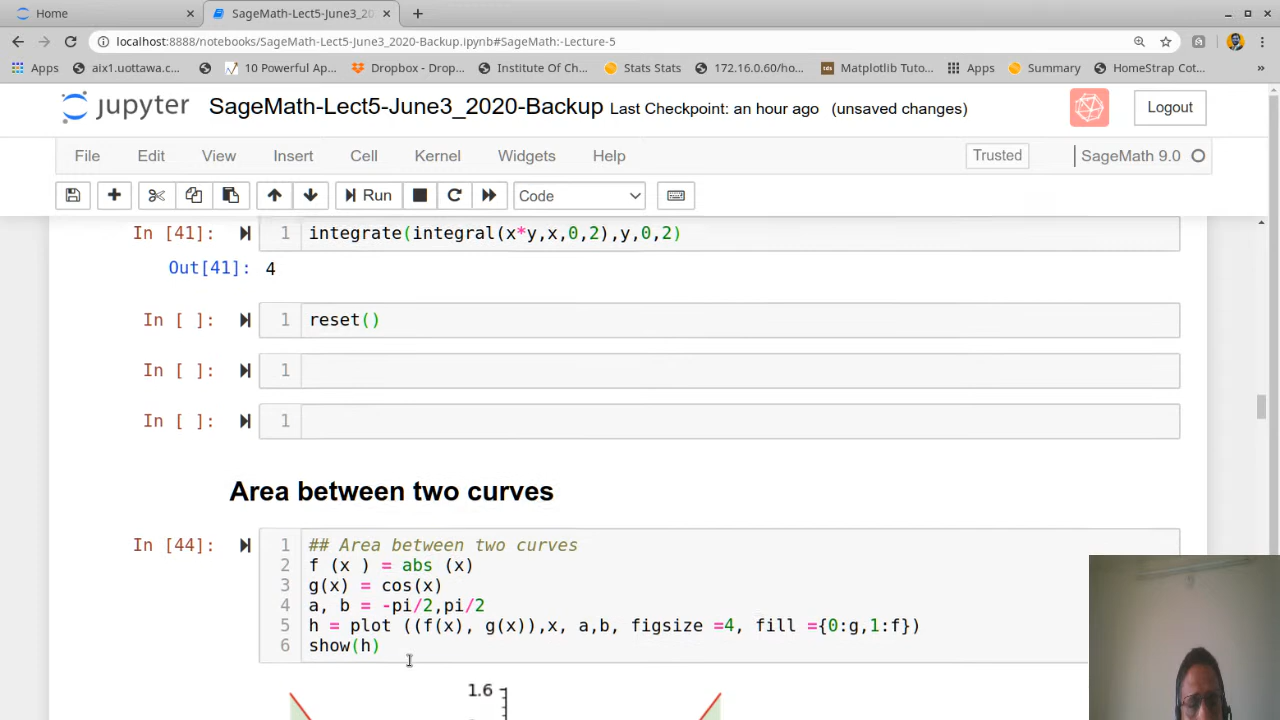 Home
SageMath-Lect5-June3_20
localhost:8888/notebooks/SageMath-Lect5-June3_2020-Backup.ipynb#SageMath:-Lecture-5
Apps aix1.uottawa.c... 10 Powerful Ap... Dropbox - Drop... Institute Of Ch... Stats Stats 172.16.0.60/ho... Matplotlib Tuto... Apps Summary HomeStrap Cot... »
jupyter SageMath-Lect5-June3_2020-Backup Last Checkpoint: an hour ago (unsaved changes) Logout
File Edit View Insert Cell Kernel Widgets Help Trusted SageMath 9.0
Run Code
In [41]: 1 integrate(integral(x*y,x,0,2),y,0,2)
Out[41]: 4
In [ ]: 1 reset()
In [ ]: 1
In [ ]: 1
Area between two curves
In [44]: 1 ## Area between two curves
2 f (x ) = abs (x)
3 g(x) = cos(x)
4 a, b = -pi/2,pi/2
5 h = plot ((f(x), g(x)),x, a,b, figsize =4, fill ={0:g,1:f})
6 show(h)
1.6